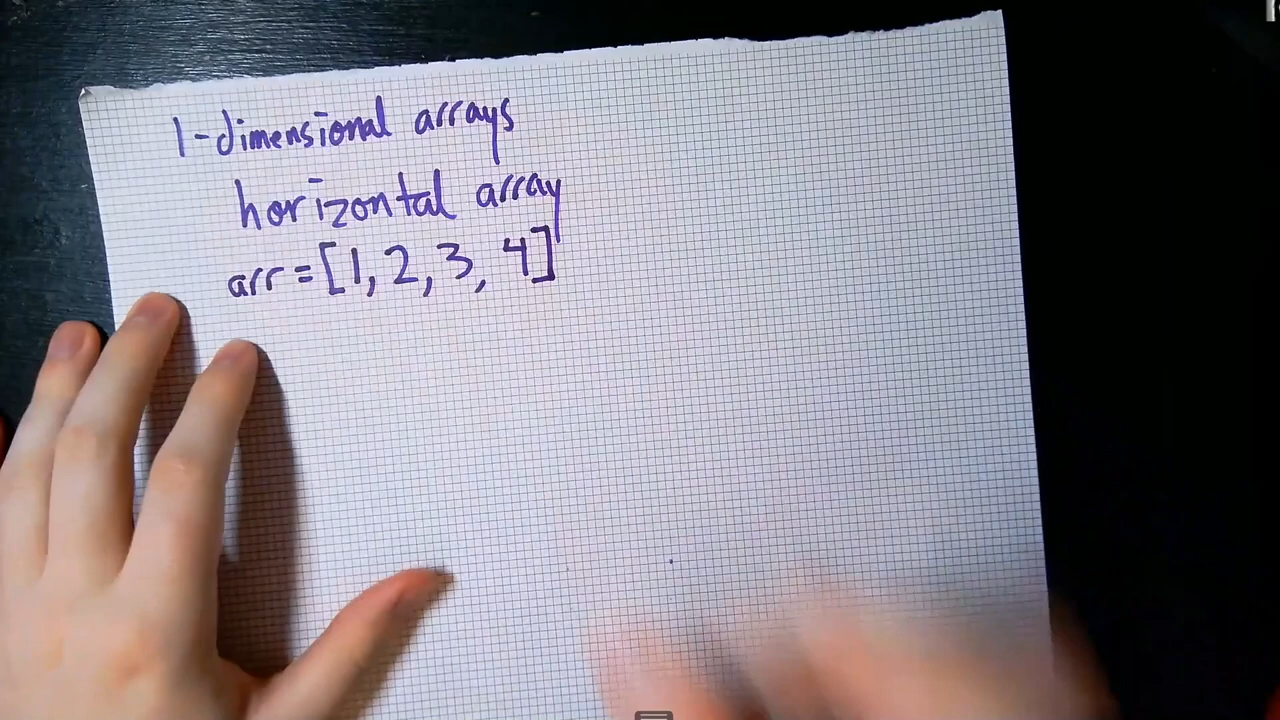 1-dimensional arrays
horizontal array
arr = [1, 2, 3, 4]